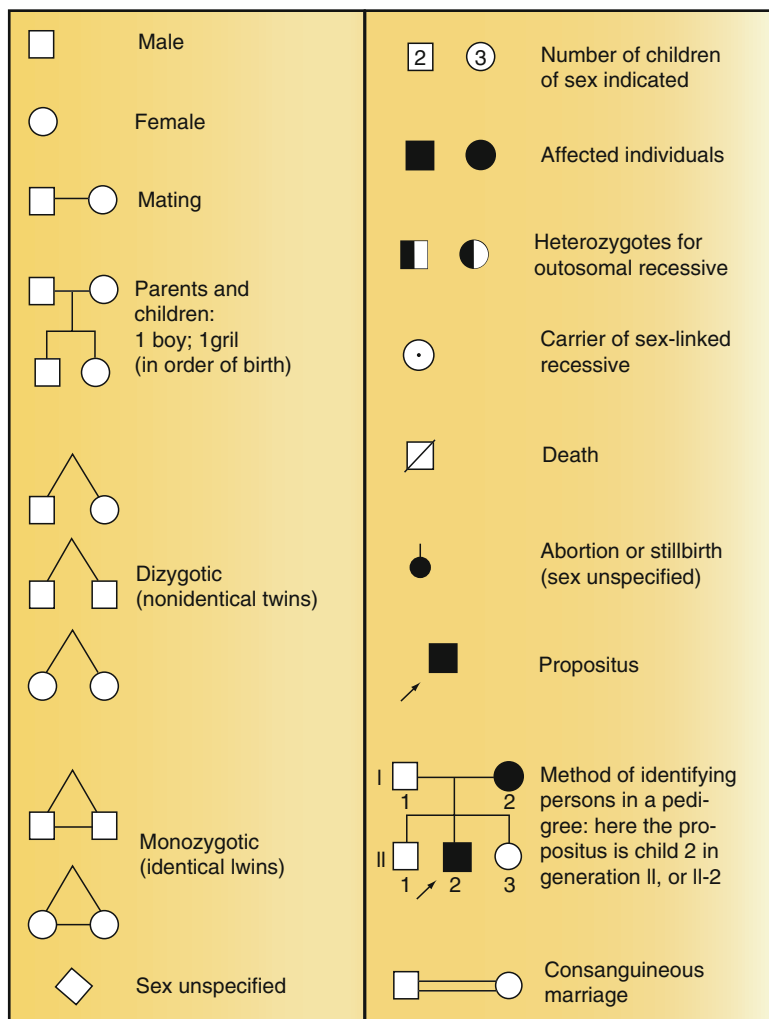 Male
Female
Mating
Parents and
children:
1 boy; 1gril
(in order of birth)
Dizygotic
(nonidentical twins)
Monozygotic
(identical lwins)
Sex unspecified
2 3
Number of children
of sex indicated
Affected individuals
Heterozygotes for
outosomal recessive
Carrier of sex-linked
recessive
Death
Abortion or stillbirth
(sex unspecified)
Propositus
I
1 2
II
1 2 3
Method of identifying
persons in a pedi-
gree: here the pro-
positus is child 2 in
generation II, or II-2
Consanguineous
marriage